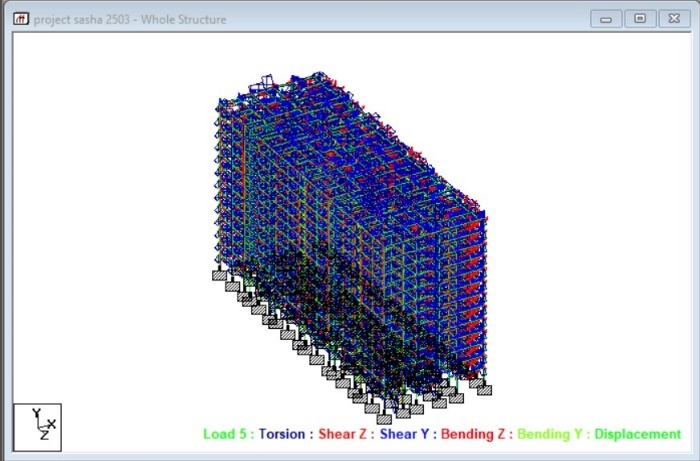 project sasha 2503 - Whole Structure
Y
X
Z
Load 5 : Torsion : Shear Z : Shear Y : Bending Z : Bending Y : Displacement